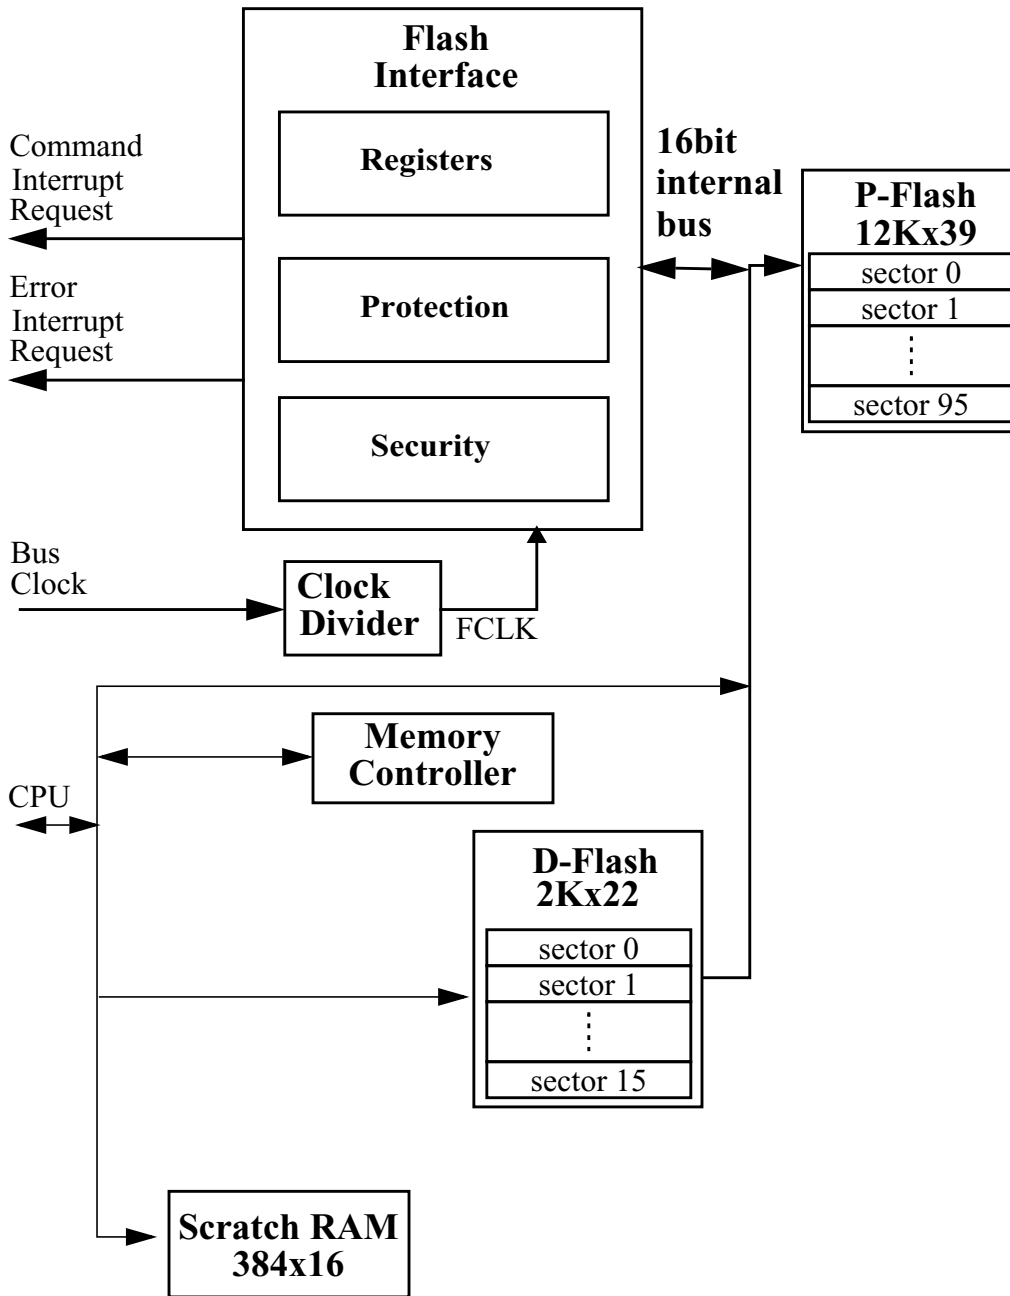 Flash
Interface
Registers
Protection
Security
Command
Interrupt
Request
Error
Interrupt
Request
16bit
internal
bus
P-Flash
12Kx39
sector 0
sector 1
sector 95
Bus
Clock
Clock
Divider
FCLK
Memory
Controller
CPU
D-Flash
2Kx22
sector 0
sector 1
sector 15
Scratch RAM
384x16